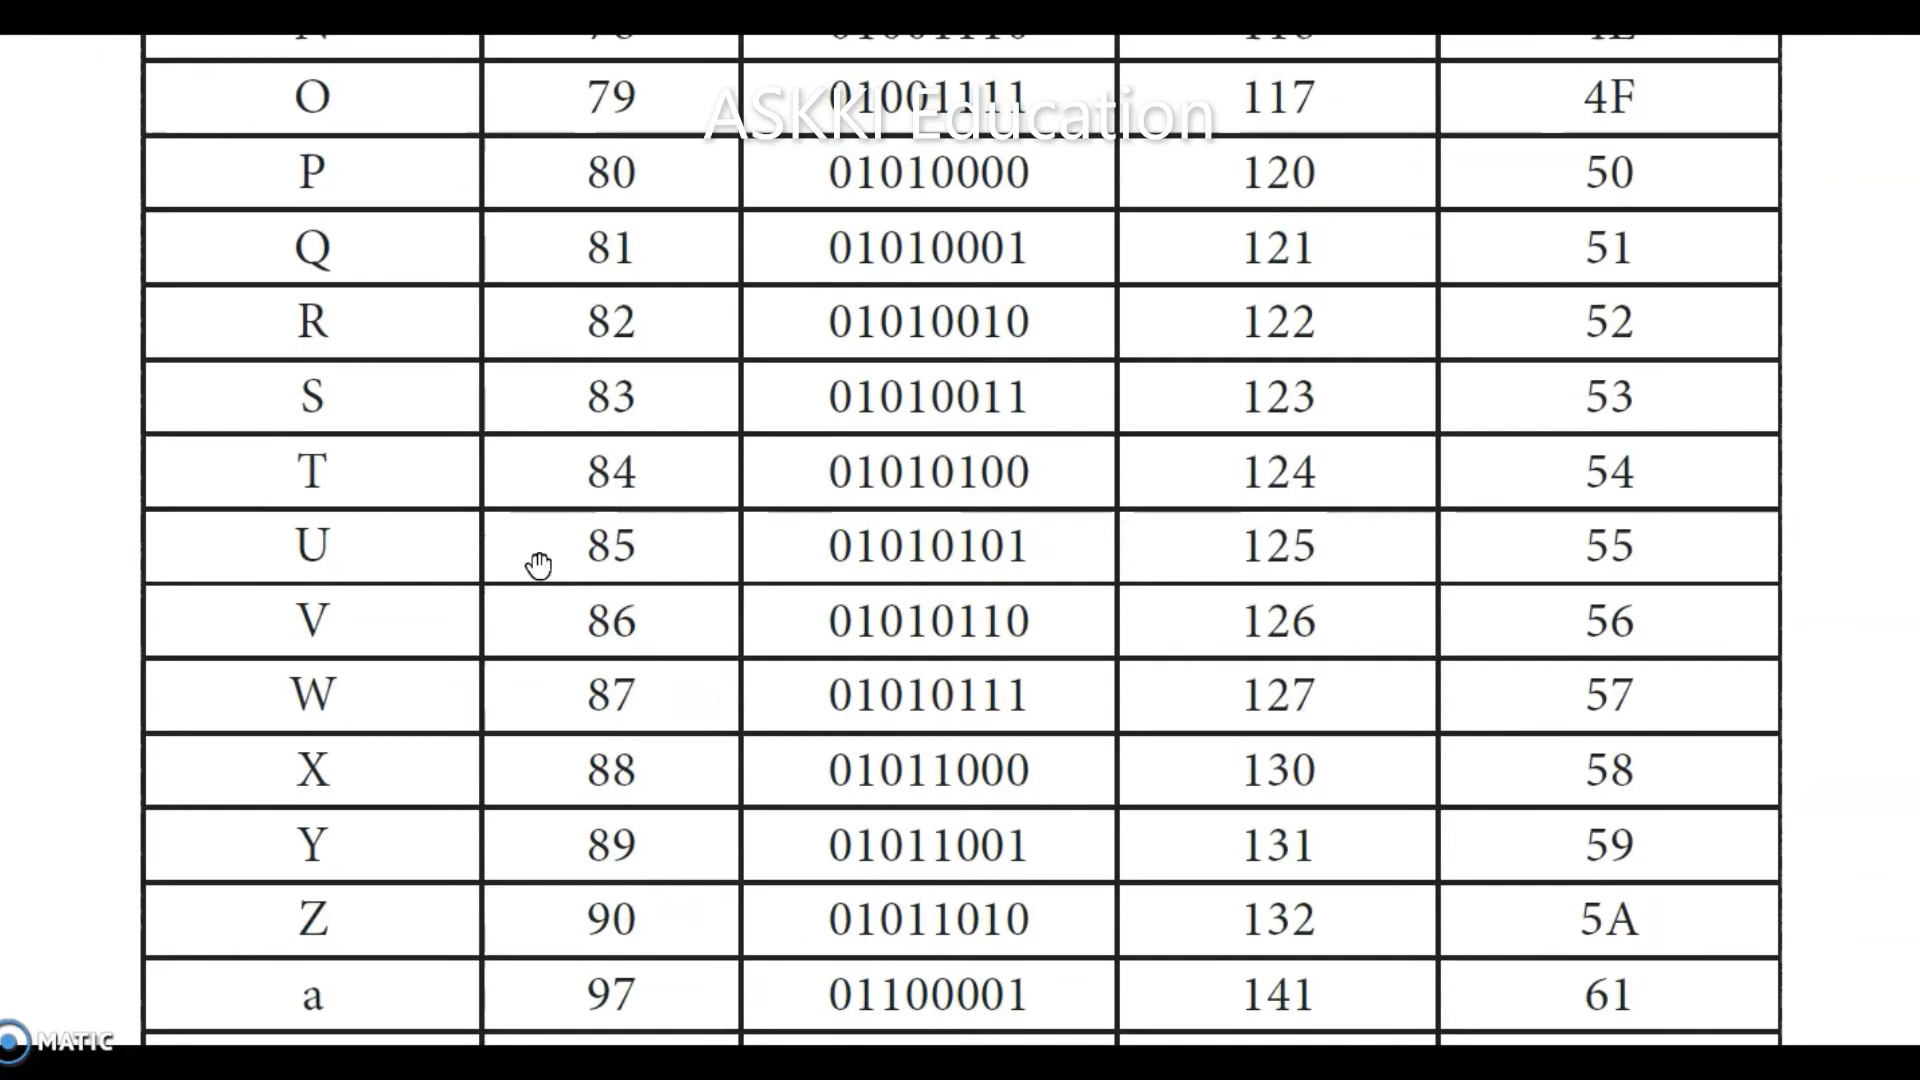 O 79 01001111 117 4F
ASKKI Education
P 80 01010000 120 50
Q 81 01010001 121 51
R 82 01010010 122 52
S 83 01010011 123 53
T 84 01010100 124 54
U 85 01010101 125 55
V 86 01010110 126 56
W 87 01010111 127 57
X 88 01011000 130 58
Y 89 01011001 131 59
Z 90 01011010 132 5A
a 97 01100001 141 61
MATIC